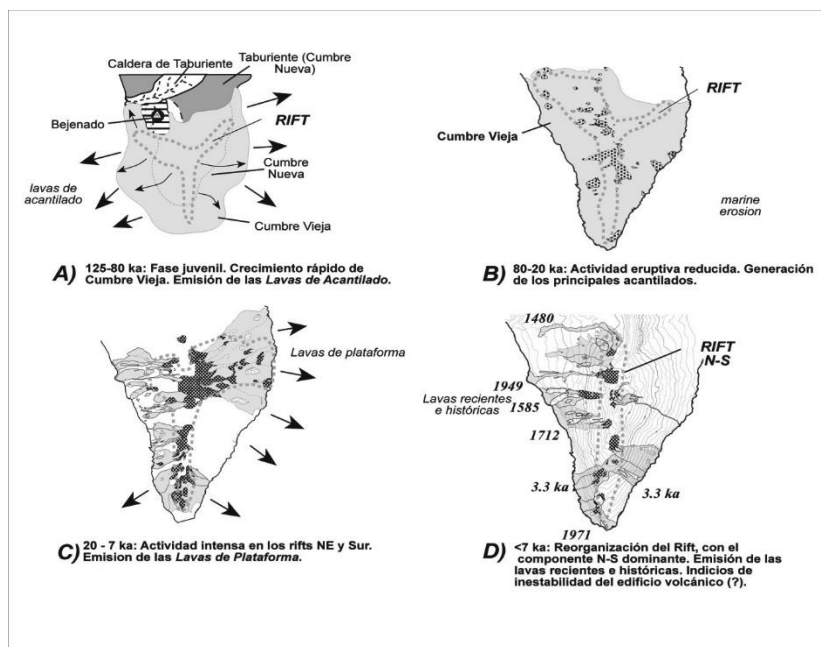 Caldera de Taburiente
Taburiente (Cumbre
Nueva)
Bejenado
RIFT
Cumbre
Nueva
lavas de
acantilado
Cumbre Vieja
A) 125-80 ka: Fase juvenil. Crecimiento rápido de
Cumbre Vieja. Emisión de las Lavas de Acantilado.
RIFT
Cumbre Vieja
marine
erosion
B) 80-20 ka: Actividad eruptiva reducida. Generación
de los principales acantilados.
Lavas de plataforma
C) 20 - 7 ka: Actividad intensa en los rifts NE y Sur.
Emision de las Lavas de Plataforma.
1480
RIFT
N-S
1949
Lavas recientes
e históricas
1585
1712
3.3 ka
3.3 ka
1971
D) <7 ka: Reorganización del Rift, con el
componente N-S dominante. Emisión de las
lavas recientes e históricas. Indicios de
inestabilidad del edificio volcánico (?).